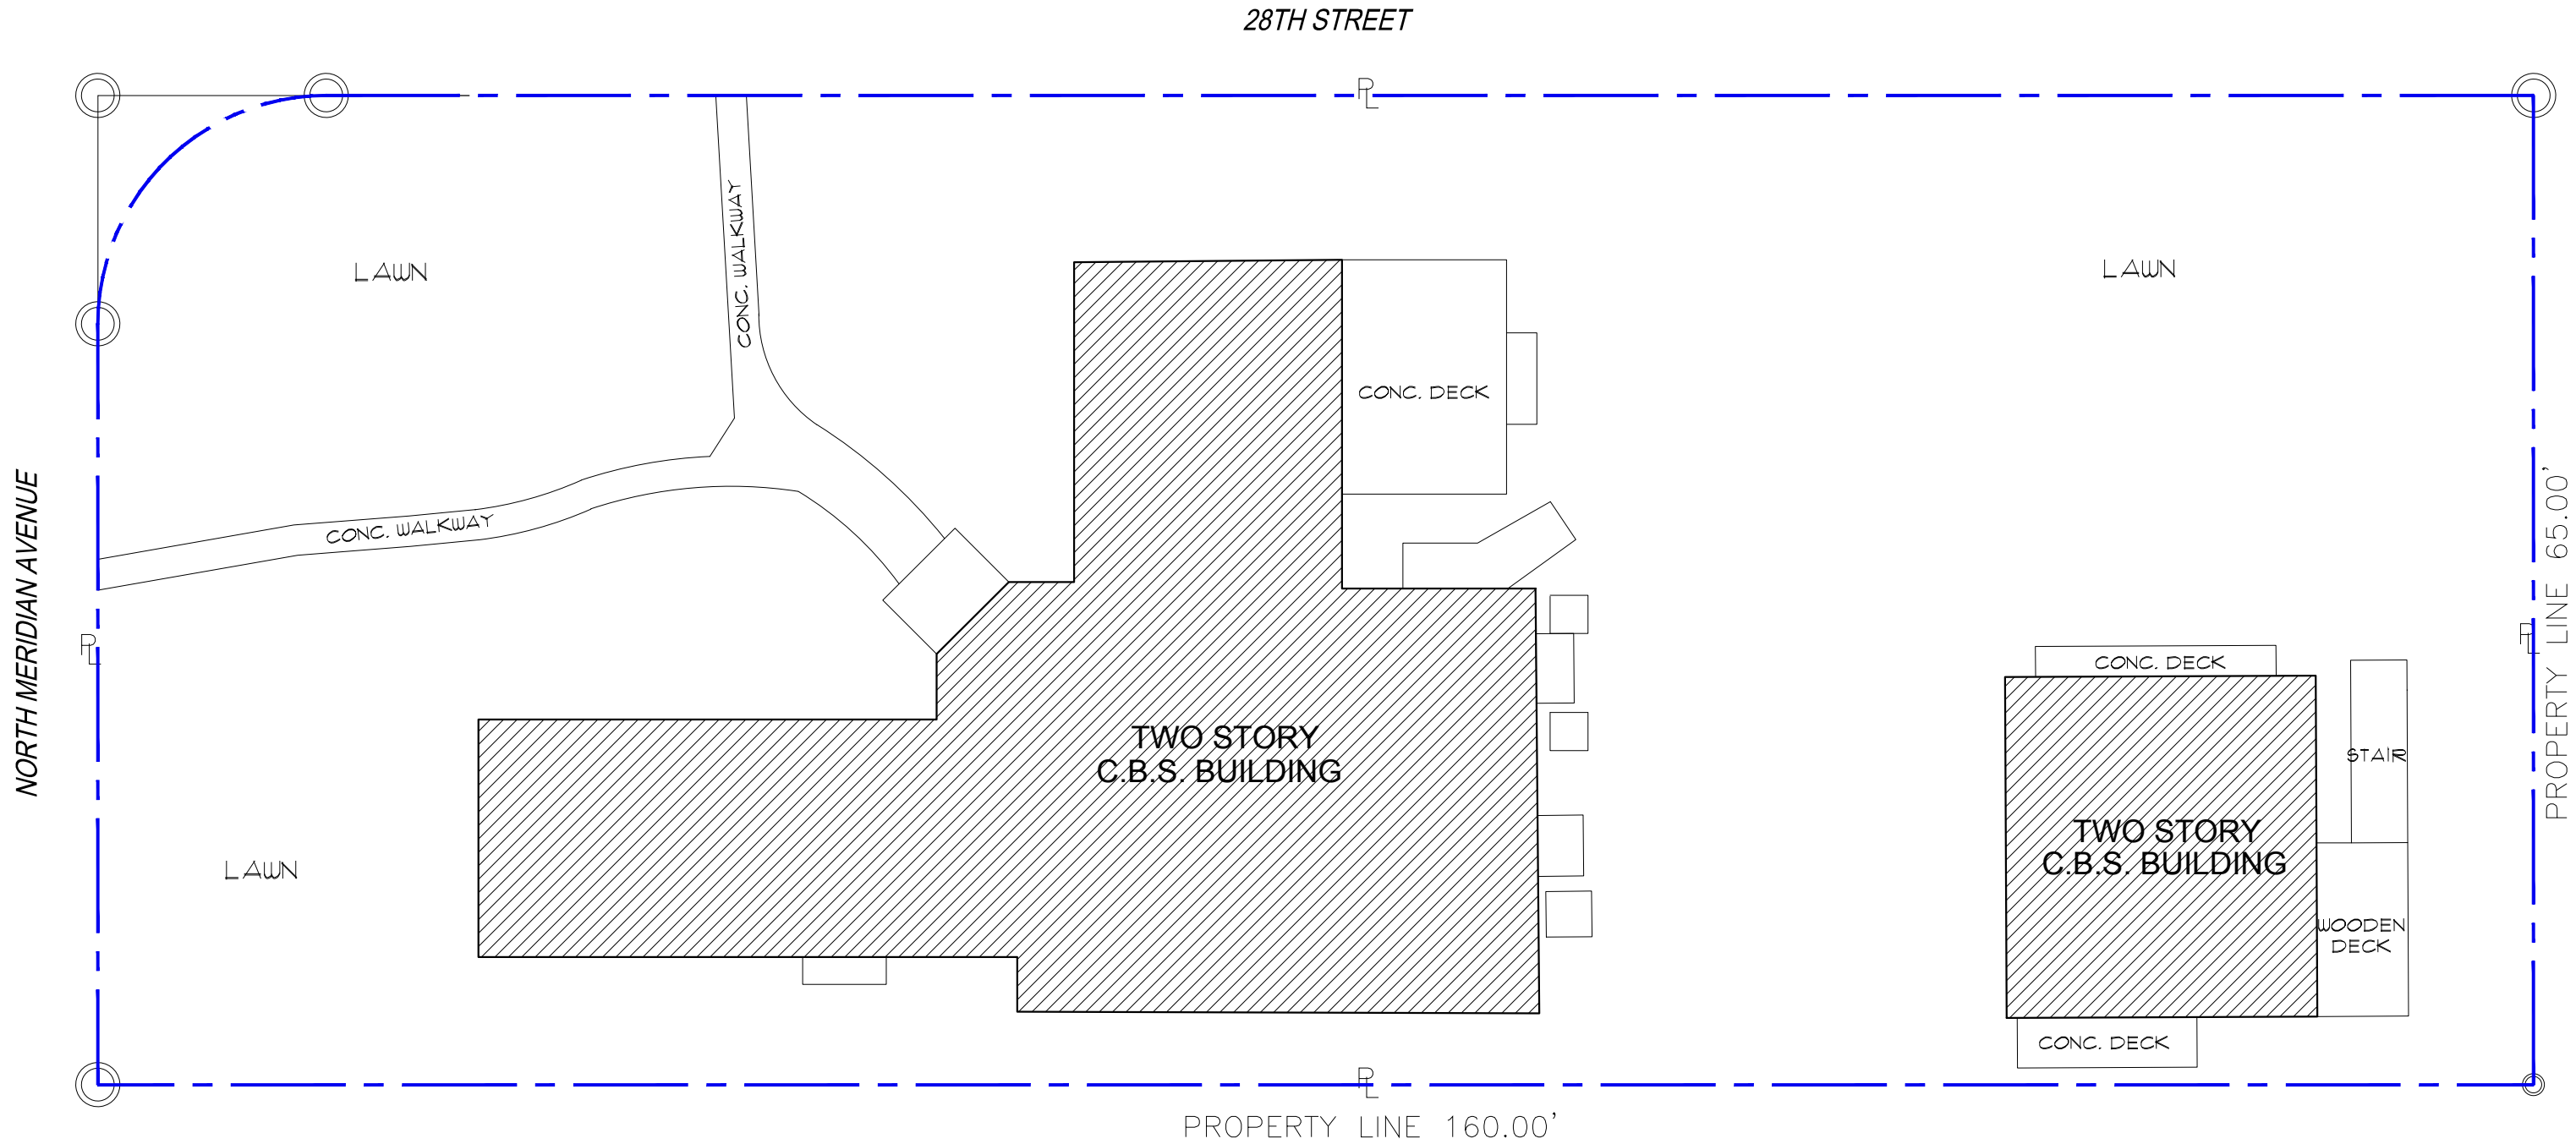 28TH STREET
PL
LAWN
CONC. WALKWAY
LAWN
CONC. DECK
NORTH MERIDIAN AVENUE
CONC. WALKWAY
PL
PL
PROPERTY LINE 65.00'
CONC. DECK
TWO STORY
C.B.S. BUILDING
STAIR
TWO STORY
C.B.S. BUILDING
LAWN
WOODEN
DECK
CONC. DECK
PL
PROPERTY LINE 160.00'